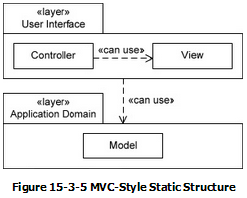 «layer»
User Interface
Controller
«can use»
View
«can use»
«layer»
Application Domain
Model
Figure 15-3-5 MVC-Style Static Structure